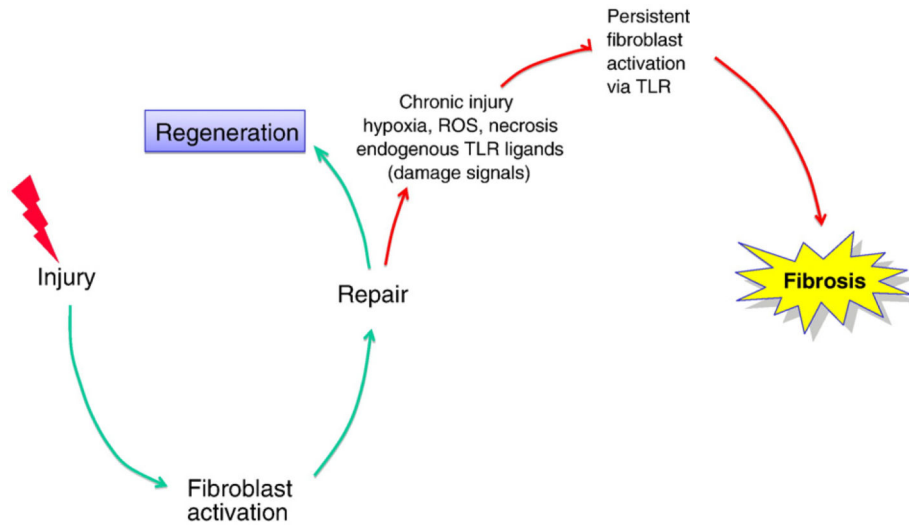 Injury
Fibroblast
activation
Repair
Regeneration
Chronic injury
hypoxia, ROS, necrosis
endogenous TLR ligands
(damage signals)
Persistent
fibroblast
activation
via TLR
Fibrosis